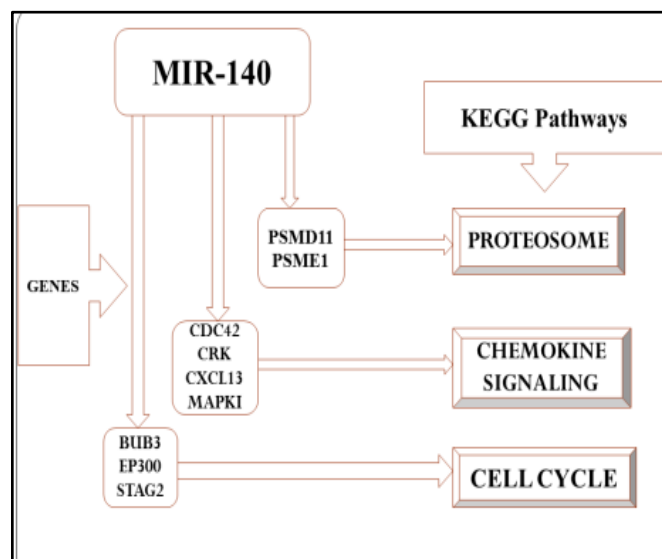 MIR-140
KEGG Pathways
GENES
PSMD11
PSME1
PROTEOSOME
CDC42
CRK
CXCL13
MAPKI
CHEMOKINE
SIGNALING
BUB3
EP300
STAG2
CELL CYCLE